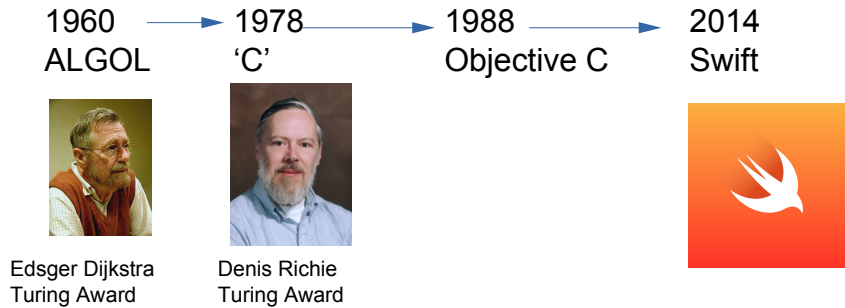 1960
ALGOL
1978
‘C’
1988
Objective C
2014
Swift
Edsger Dijkstra
Turing Award
Denis Richie
Turing Award